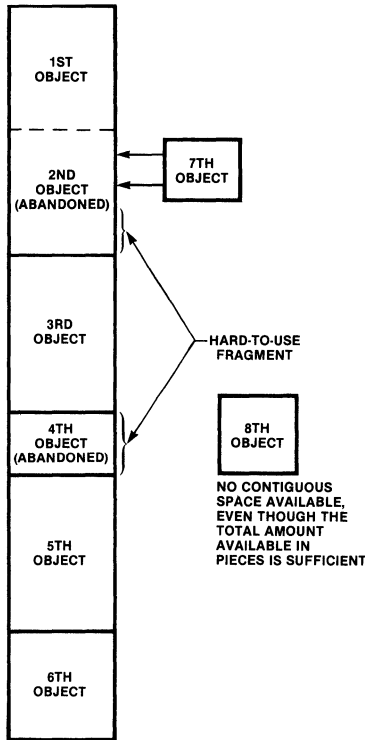 1ST
OBJECT
2ND
OBJECT
(ABANDONED)
7TH
OBJECT
3RD
OBJECT
HARD-TO-USE
FRAGMENT
4TH
OBJECT
(ABANDONED)
8TH
OBJECT
NO CONTIGUOUS
SPACE AVAILABLE,
EVEN THOUGH THE
TOTAL AMOUNT
AVAILABLE IN
PIECES IS SUFFICIENT
5TH
OBJECT
6TH
OBJECT